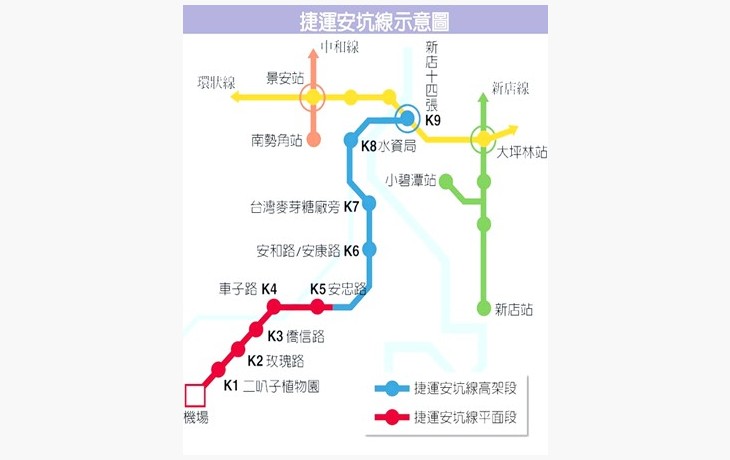 捷運安坑線示意圖
中和線
新店十四張
環狀線
景安站
新店線
K9
南勢角站
K8水資局
大坪林站
小碧潭站
台灣麥芽糖廠旁 K7
安和路/安康路 K6
車子路 K4
K5安忠路
新店站
K3 僑信路
K2 玫瑰路
K1 二叭子植物園
機場
捷運安坑線高架段
捷運安坑線平面段